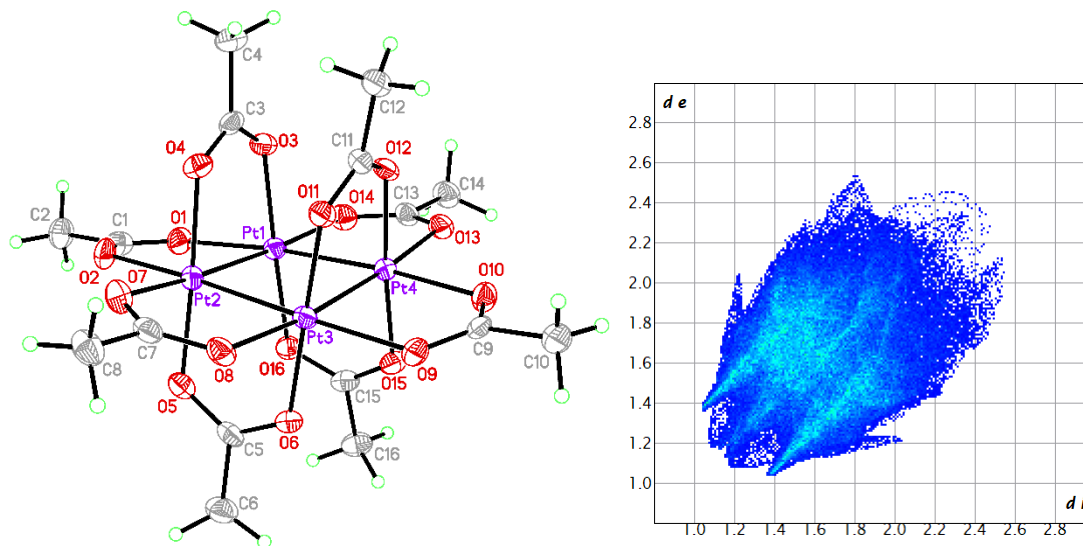 C4
C12
C3
O3
O4
C11
O12
C13
C14
O11
O14
C2
C1
O1
O13
Pt1
O2
O7
O10
Pt4
Pt2
Pt3
C9
C10
C7
C8
O8
O16
O9
O15
C15
O5
O6
C5
C16
C6
d e
2.8
2.6
2.4
2.2
2.0
1.8
1.6
1.4
1.2
1.0
d i
1.0 1.2 1.4 1.6 1.8 2.0 2.2 2.4 2.6 2.8